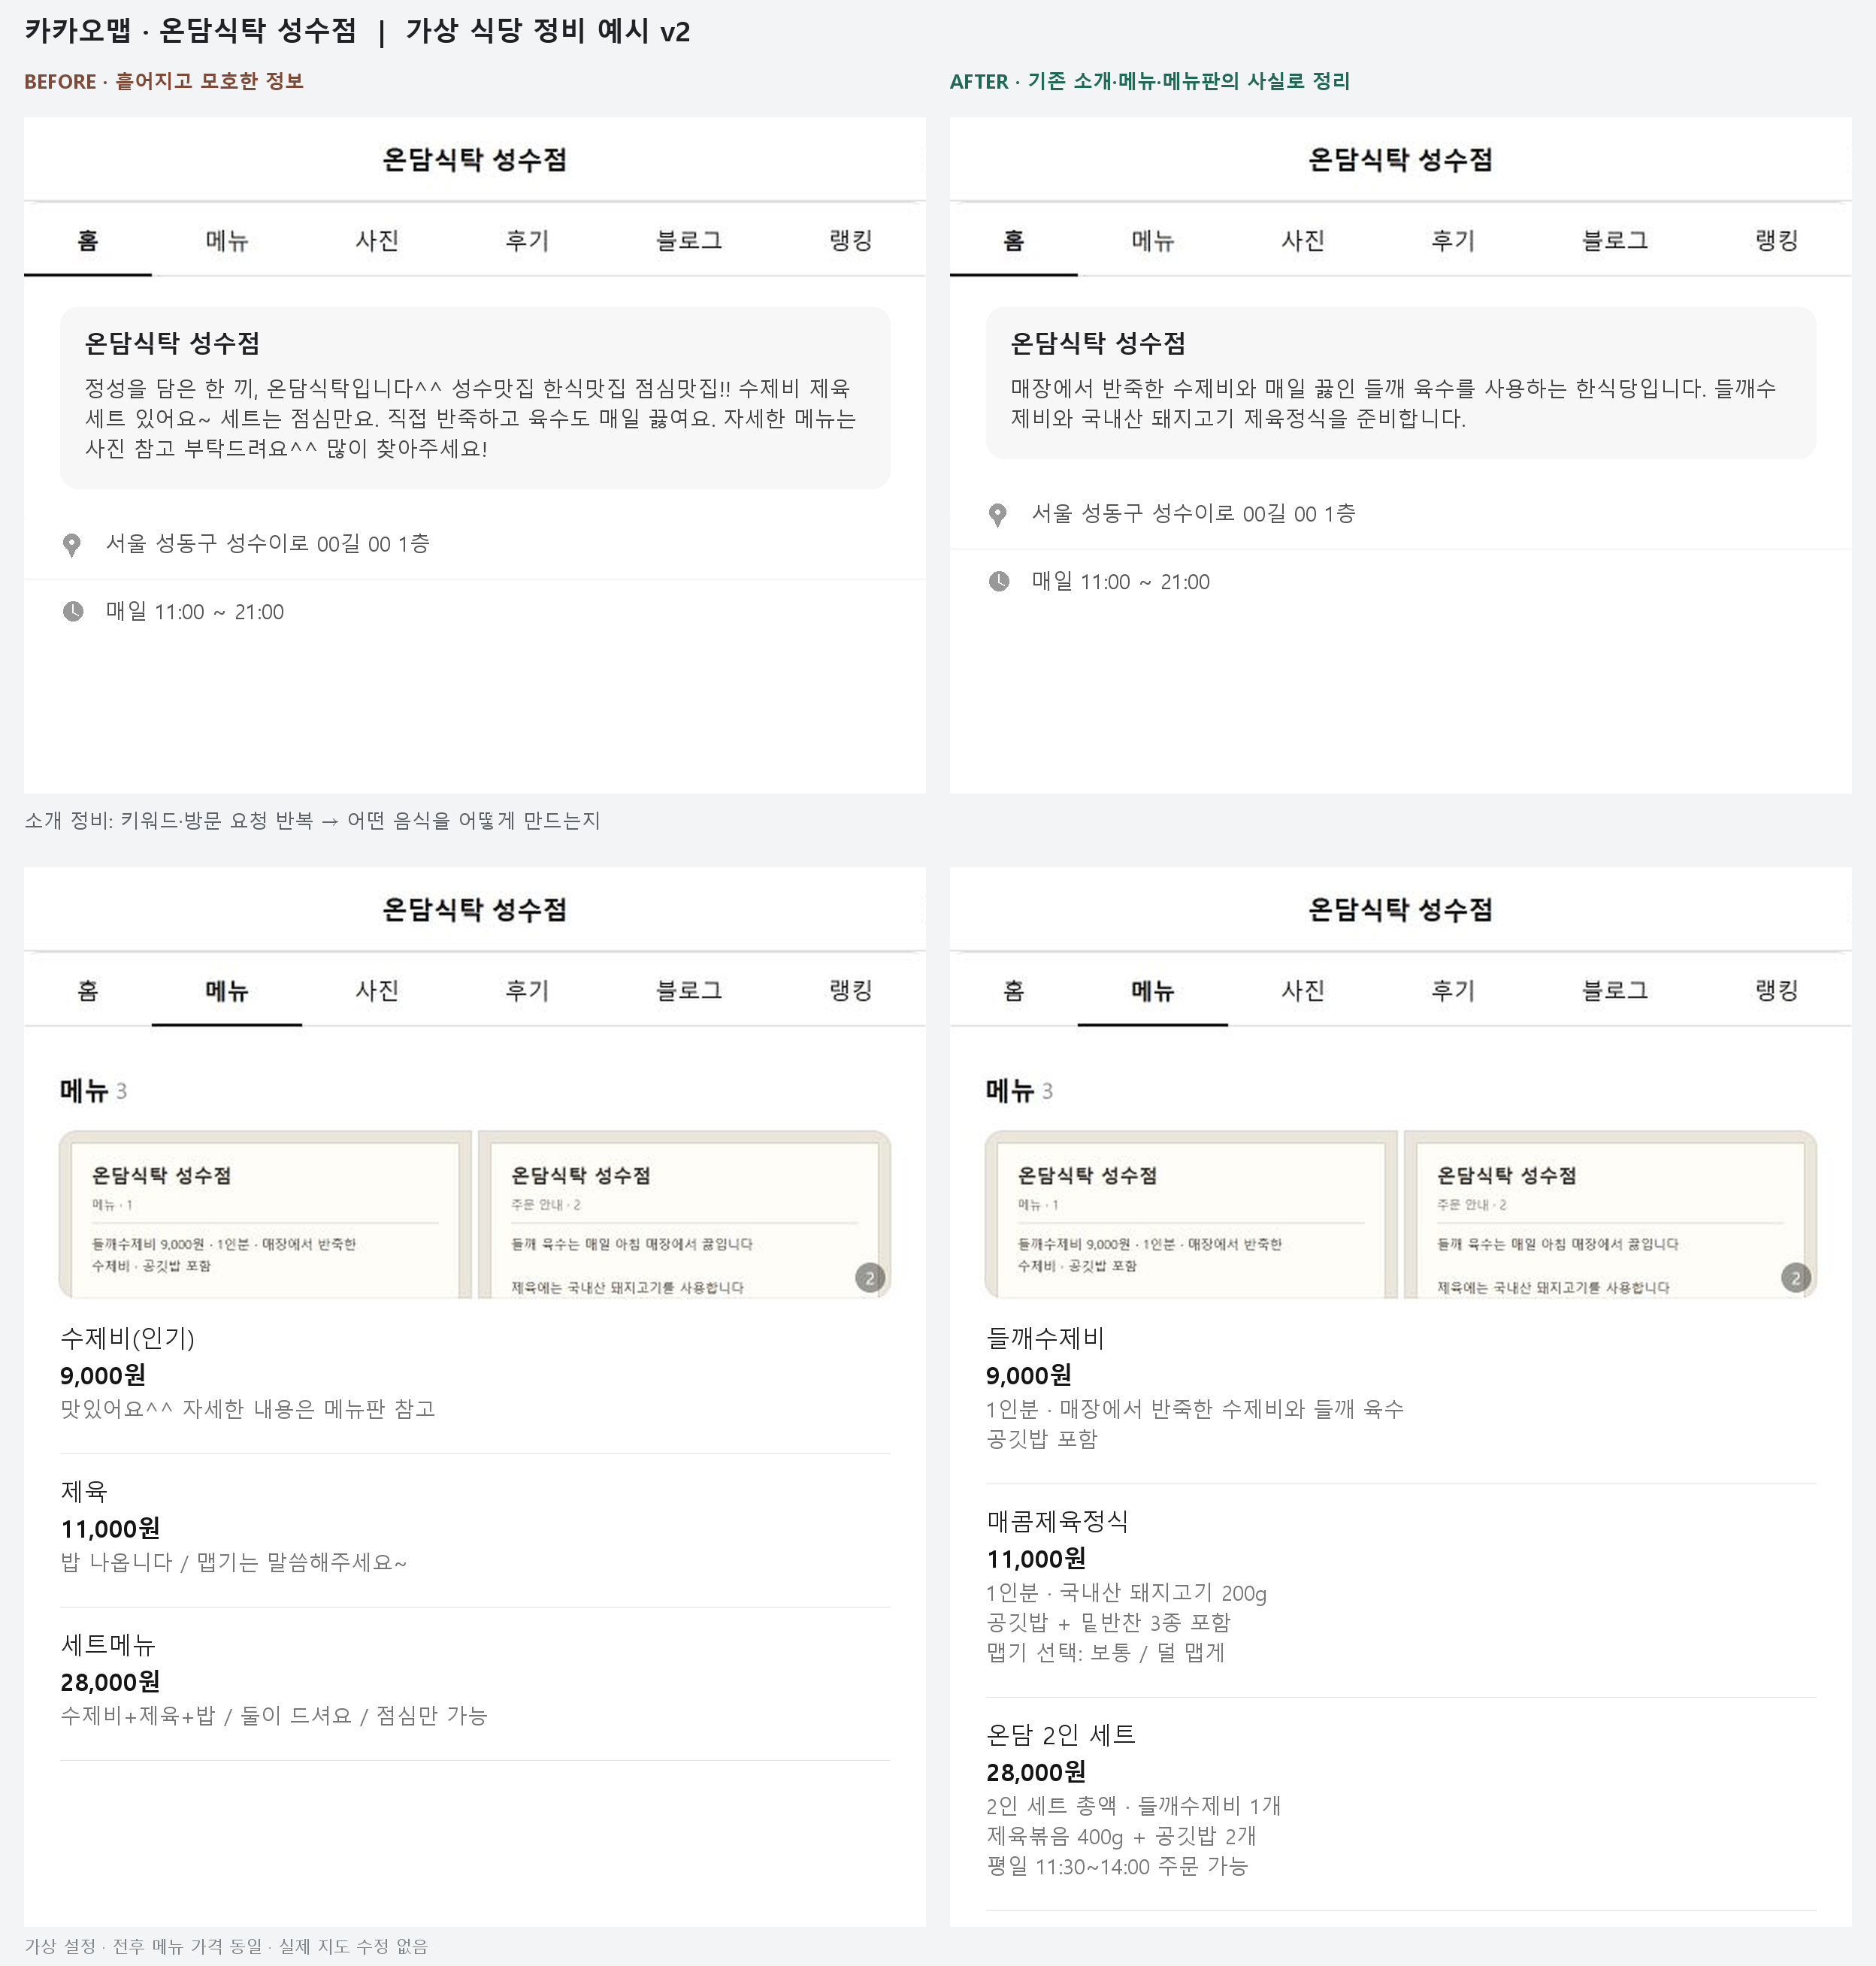 카카오맵 · 온담식탁 성수점 | 가상 식당 정비 예시 v2
BEFORE · 흩어지고 모호한 정보
온담식탁 성수점
홈 메뉴 사진 후기 블로그 랭킹
온담식탁 성수점
정성을 담은 한 끼, 온담식탁입니다^^ 성수맛집 한식맛집 점심맛집!! 수제비 제육
세트 있어요~ 세트는 점심만요. 직접 반죽하고 육수도 매일 끓여요. 자세한 메뉴는
사진 참고 부탁드려요^^ 많이 찾아주세요!
서울 성동구 성수이로 00길 00 1층
매일 11:00 ~ 21:00
AFTER · 기존 소개·메뉴·메뉴판의 사실로 정리
온담식탁 성수점
홈 메뉴 사진 후기 블로그 랭킹
온담식탁 성수점
매장에서 반죽한 수제비와 매일 끓인 들깨 육수를 사용하는 한식당입니다. 들깨수
제비와 국내산 돼지고기 제육정식을 준비합니다.
서울 성동구 성수이로 00길 00 1층
매일 11:00 ~ 21:00
소개 정비: 키워드·방문 요청 반복 → 어떤 음식을 어떻게 만드는지
온담식탁 성수점
홈 메뉴 사진 후기 블로그 랭킹
메뉴 3
온담식탁 성수점
메뉴 · 1
들깨수제비 9,000원 · 1인분 · 매장에서 반죽한
수제비 · 공깃밥 포함
온담식탁 성수점
주문 안내 · 2
들깨 육수는 매일 아침 매장에서 끓입니다
제육에는 국내산 돼지고기를 사용합니다
2
수제비(인기)
9,000원
맛있어요^^ 자세한 내용은 메뉴판 참고
제육
11,000원
밥 나옵니다 / 맵기는 말씀해주세요~
세트메뉴
28,000원
수제비+제육+밥 / 둘이 드셔요 / 점심만 가능
온담식탁 성수점
홈 메뉴 사진 후기 블로그 랭킹
메뉴 3
온담식탁 성수점
메뉴 · 1
들깨수제비 9,000원 · 1인분 · 매장에서 반죽한
수제비 · 공깃밥 포함
온담식탁 성수점
주문 안내 · 2
들깨 육수는 매일 아침 매장에서 끓입니다
제육에는 국내산 돼지고기를 사용합니다
2
들깨수제비
9,000원
1인분 · 매장에서 반죽한 수제비와 들깨 육수
공깃밥 포함
매콤제육정식
11,000원
1인분 · 국내산 돼지고기 200g
공깃밥 + 밑반찬 3종 포함
맵기 선택: 보통 / 덜 맵게
온담 2인 세트
28,000원
2인 세트 총액 · 들깨수제비 1개
제육볶음 400g + 공깃밥 2개
평일 11:30~14:00 주문 가능
가상 설정 · 전후 메뉴 가격 동일 · 실제 지도 수정 없음